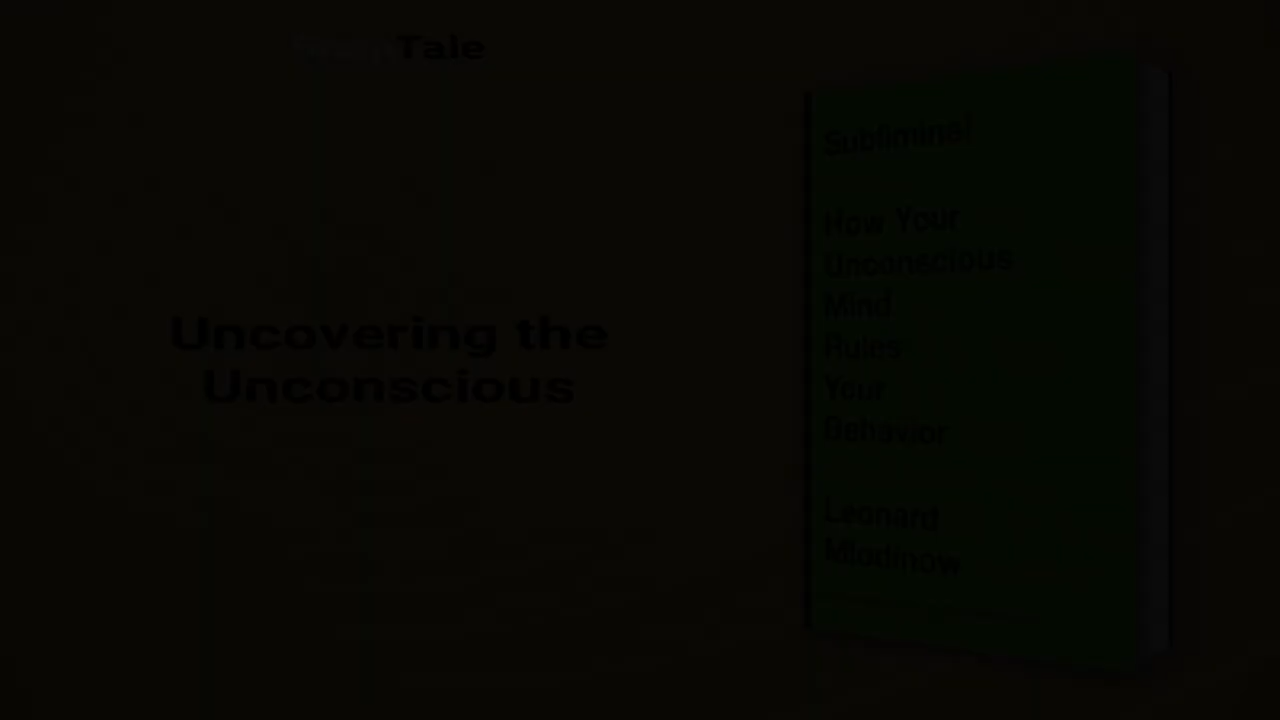 Tale
Uncovering the
Unconscious
Subliminal
How Your
Unconscious
Mind
Rules
Your
Behavior
Leonard
Mlodinow